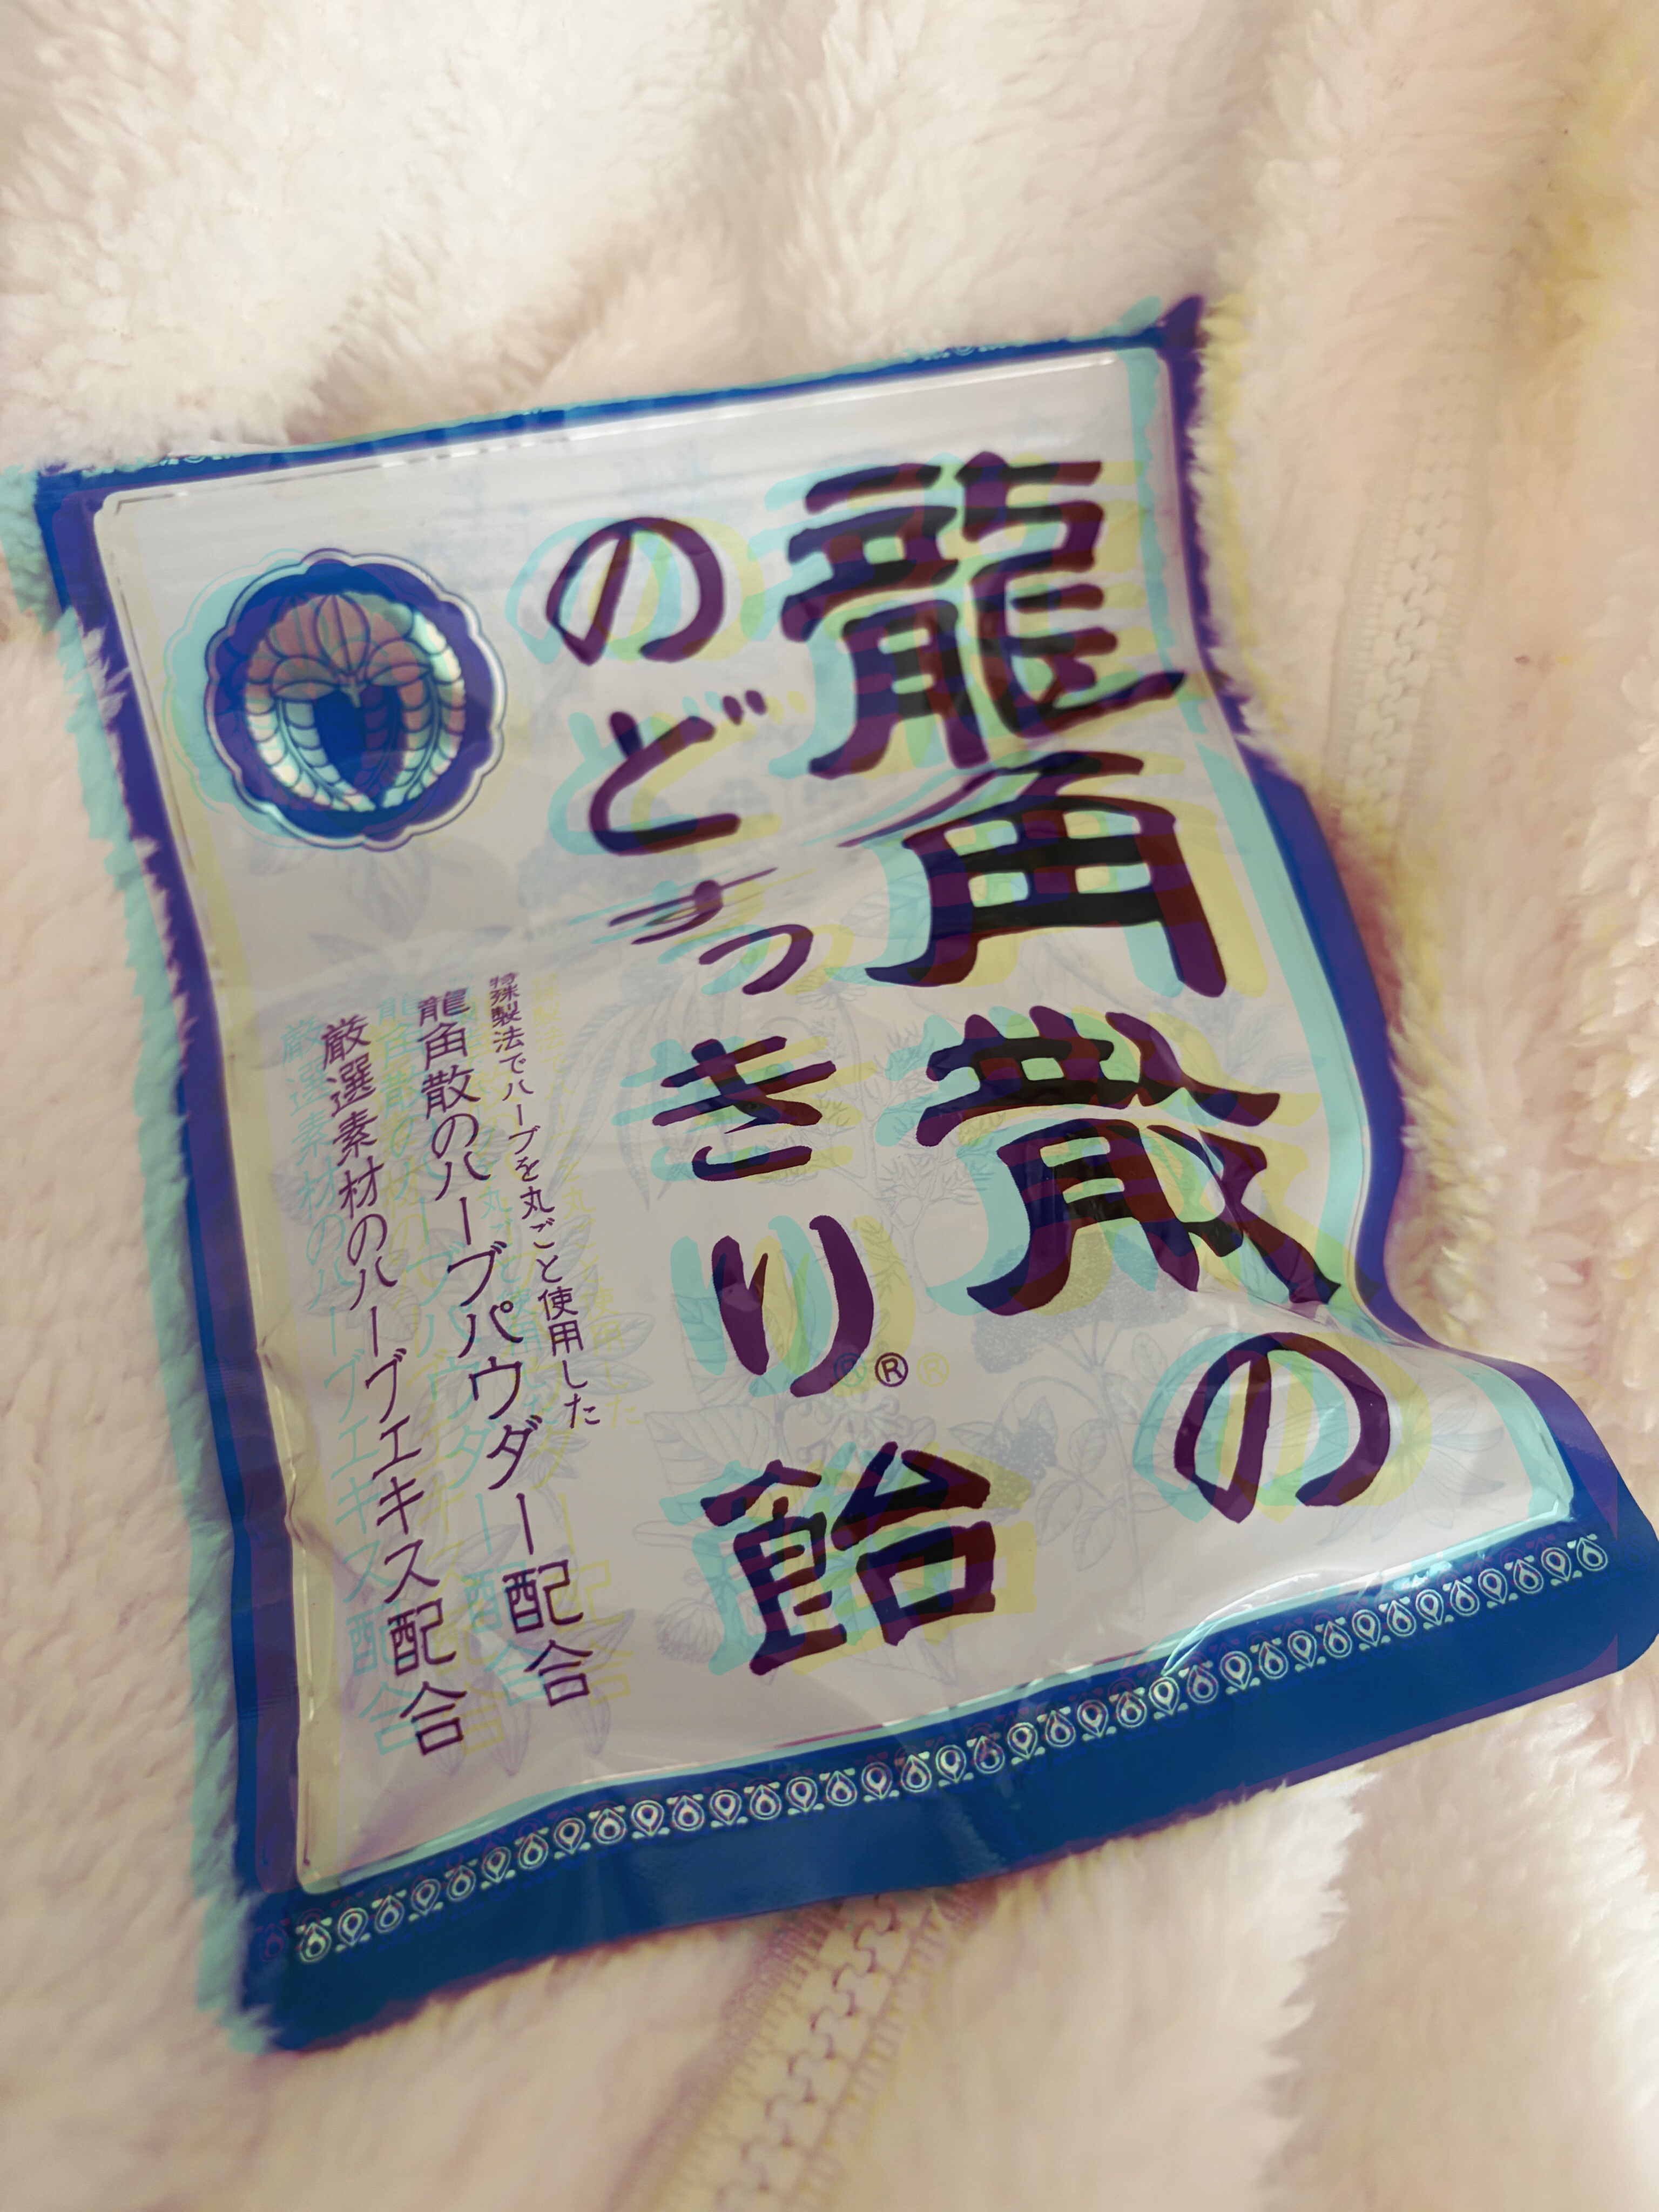 龍角散の
のどすっきり®飴
特殊製法でハーブを丸ごと使用した
龍角散のハーブパウダー配合
厳選素材のハーブエキス配合